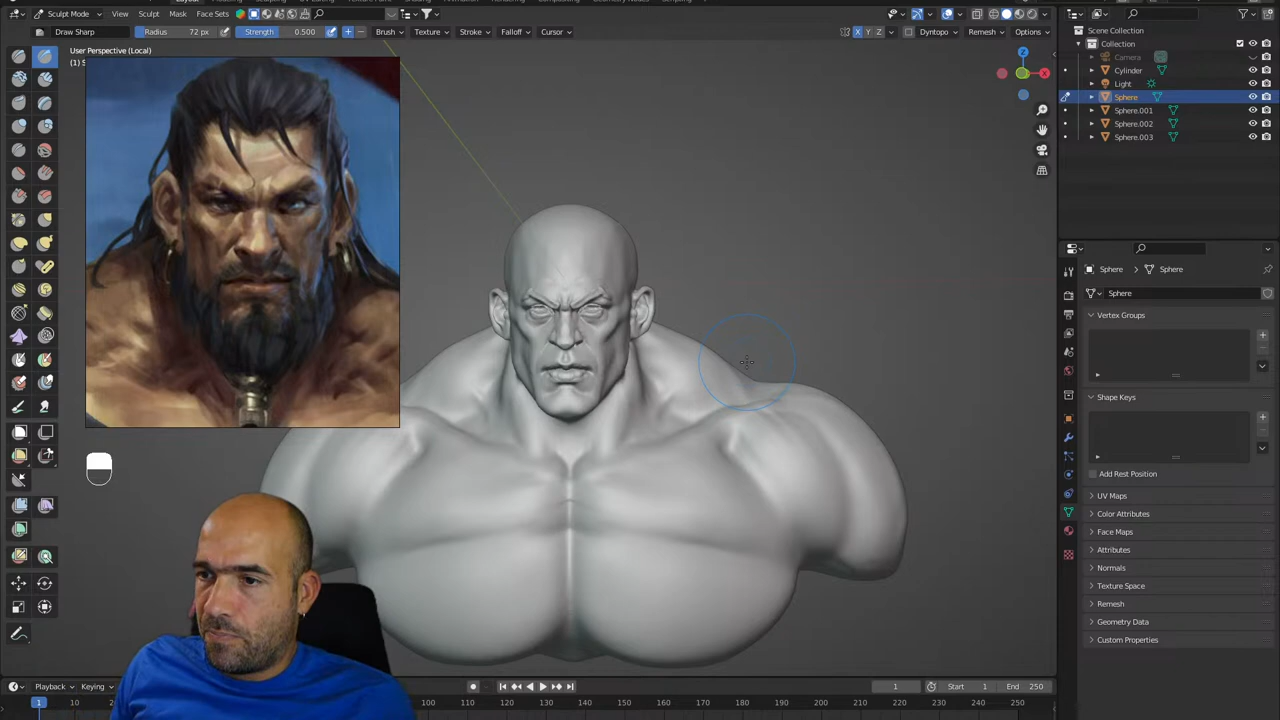 Sculpt Mode View Sculpt Mask Face Sets
Draw Sharp Radius 72 px Strength 0.500 Brush Texture Stroke Falloff Cursor X Y Z Dyntopo Remesh Options
User Perspective (Local)
Scene Collection
Collection
Camera
Cylinder
Light
Sphere
Sphere.001
Sphere.002
Sphere.003
Z
X
Sphere Sphere
Sphere
Vertex Groups
Shape Keys
Add Rest Position
UV Maps
Color Attributes
Face Maps
Attributes
Normals
Texture Space
Remesh
Geometry Data
Custom Properties
Playback Keying 1 Start 1 End 250
1 100 110 120 130 140 150 160 170 180 190 200 210 220 230 240 250